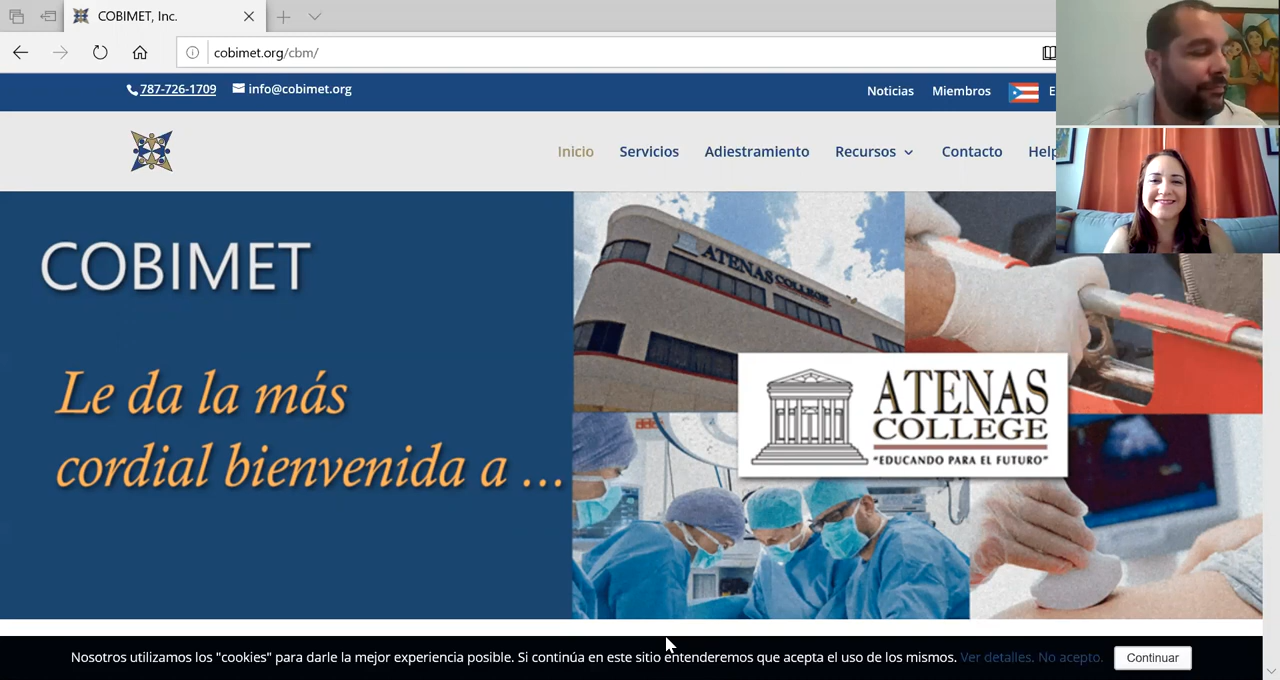 COBIMET, Inc.
cobimet.org/cbm/
787-726-1709 info@cobimet.org Noticias Miembros E
Inicio Servicios Adiestramiento Recursos Contacto Help
COBIMET
Le da la más
cordial bienvenida a ...
ATENAS COLLEGE
ATENAS
COLLEGE
"EDUCANDO PARA EL FUTURO"
Nosotros utilizamos los "cookies" para darle la mejor experiencia posible. Si continúa en este sitio entenderemos que acepta el uso de los mismos. Ver detalles. No acepto. Continuar